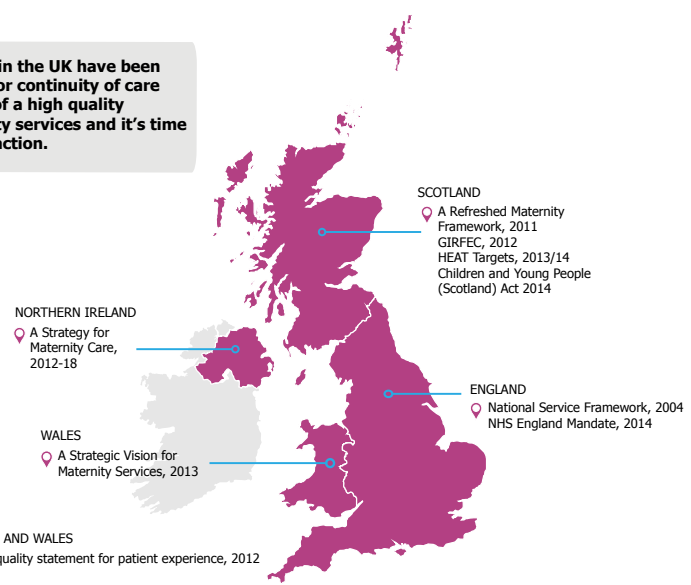 in the UK have been
or continuity of care
of a high quality
ty services and it's time
action.
SCOTLAND
A Refreshed Maternity
Framework, 2011
GIRFEC, 2012
HEAT Targets, 2013/14
Children and Young People
(Scotland) Act 2014
NORTHERN IRELAND
A Strategy for
Maternity Care,
2012-18
ENGLAND
National Service Framework, 2004
NHS England Mandate, 2014
WALES
A Strategic Vision for
Maternity Services, 2013
AND WALES
quality statement for patient experience, 2012